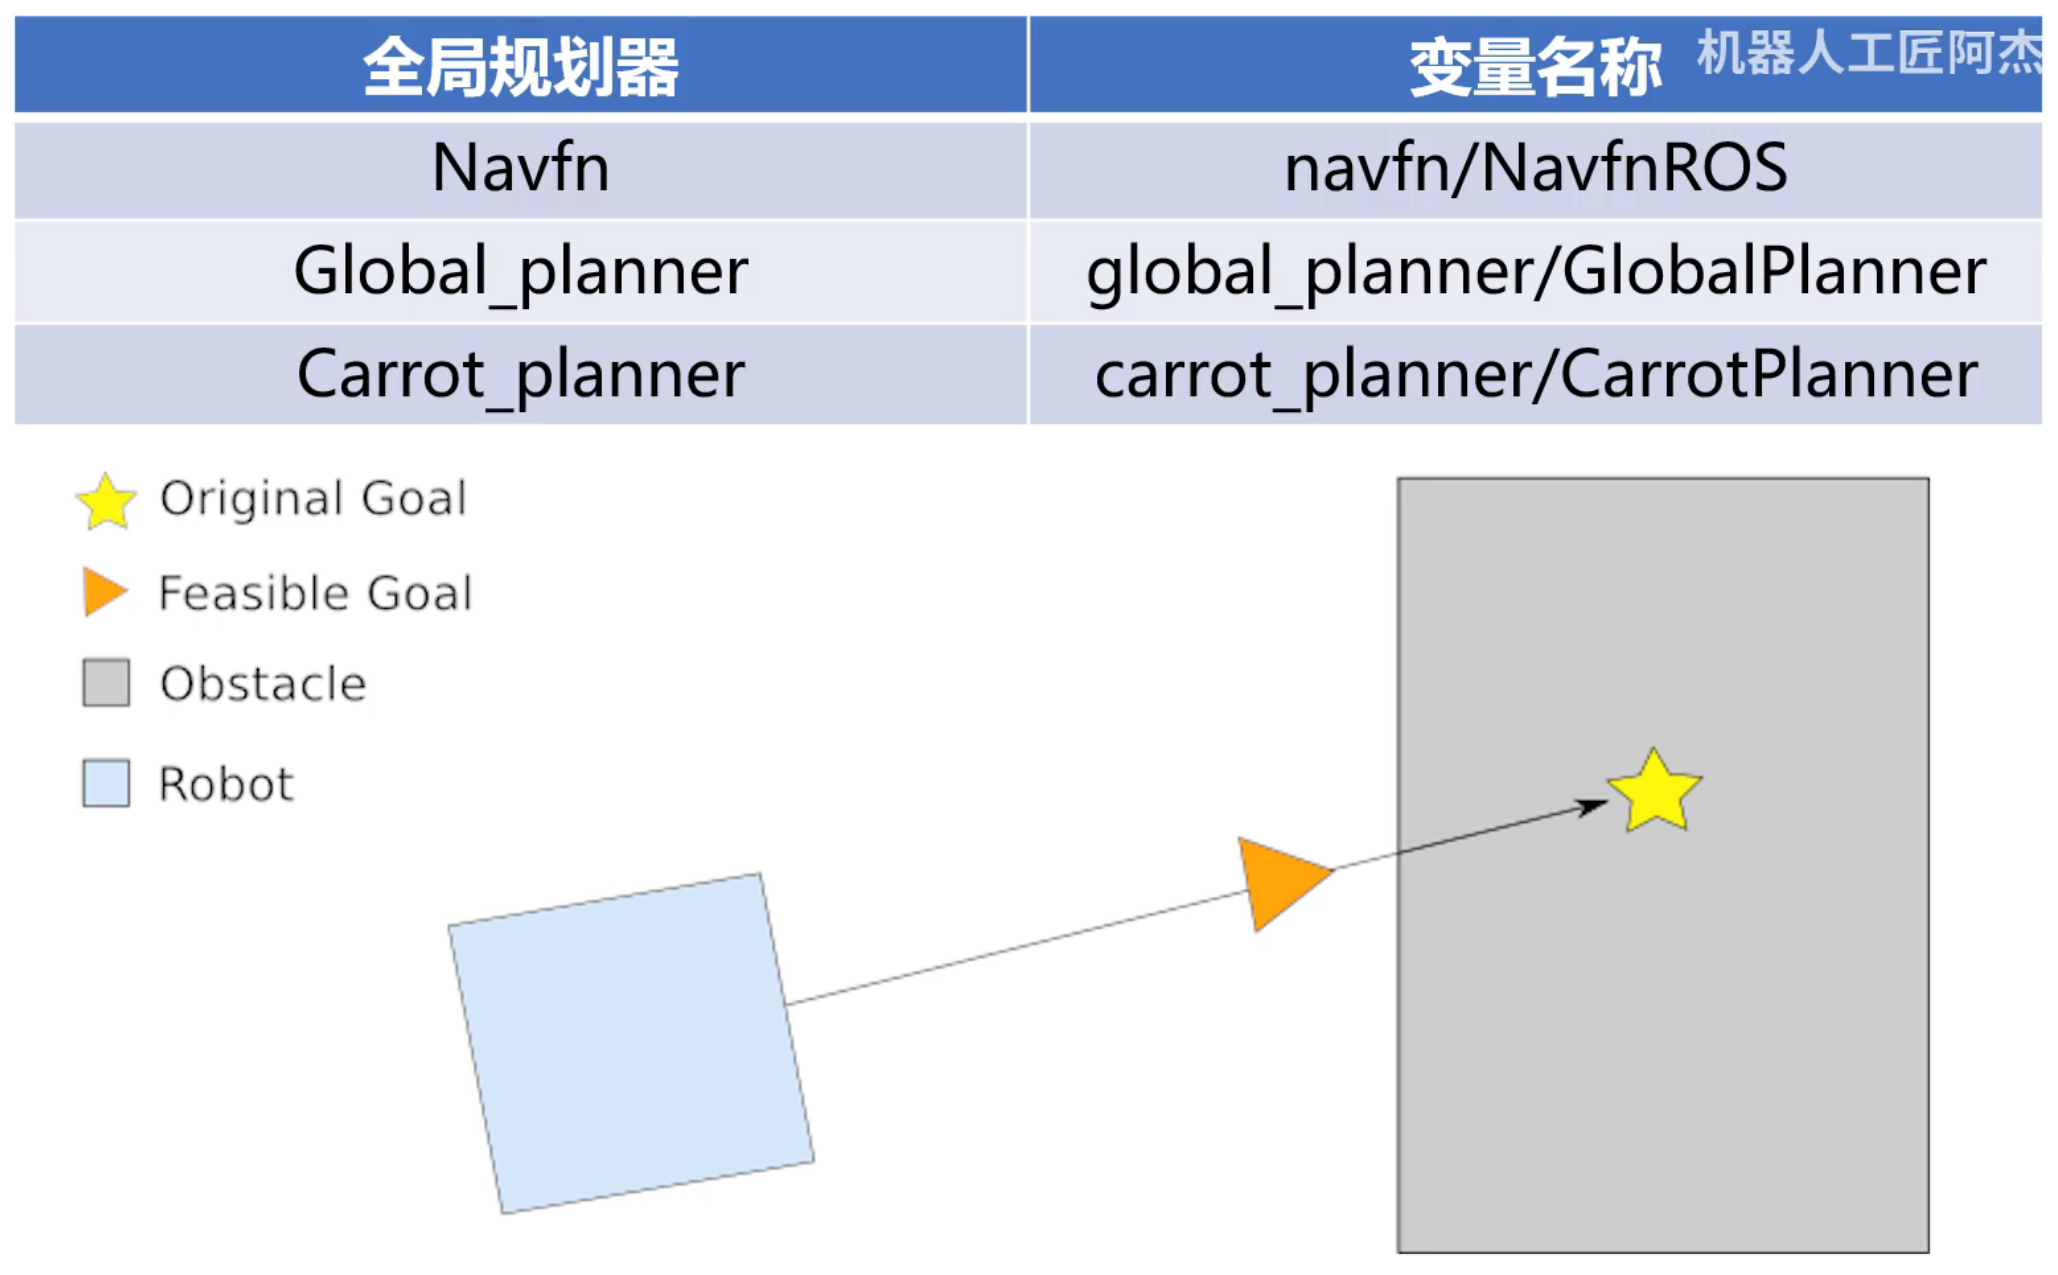 全局规划器
变量名称
机器人工匠阿杰
Navfn
navfn/NavfnROS
Global_planner
global_planner/GlobalPlanner
Carrot_planner
carrot_planner/CarrotPlanner
Original Goal
Feasible Goal
Obstacle
Robot